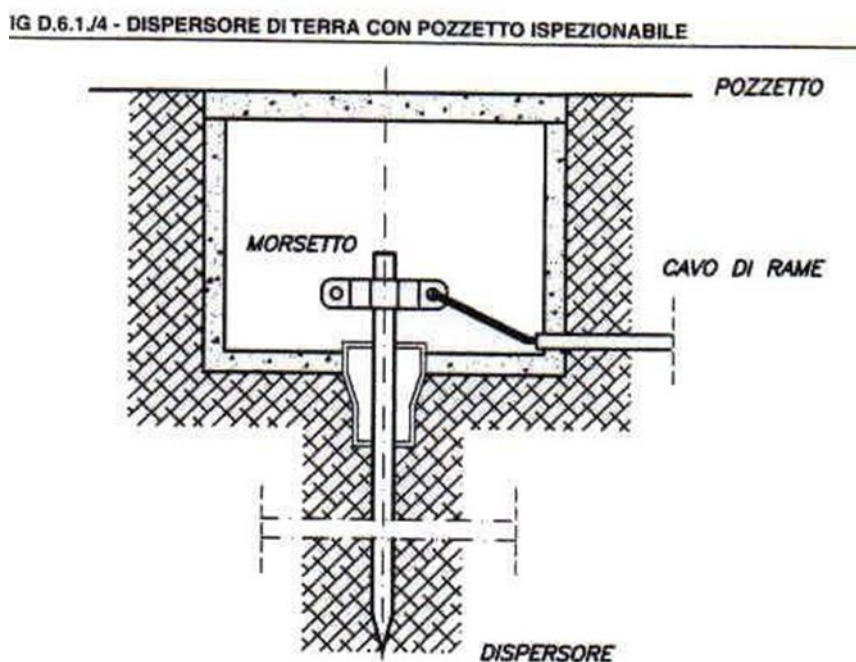 IG D.6.1./4 - DISPERSORE DI TERRA CON POZZETTO ISPEZIONABILE
POZZETTO
MORSETTO
CAVO DI RAME
DISPERSORE